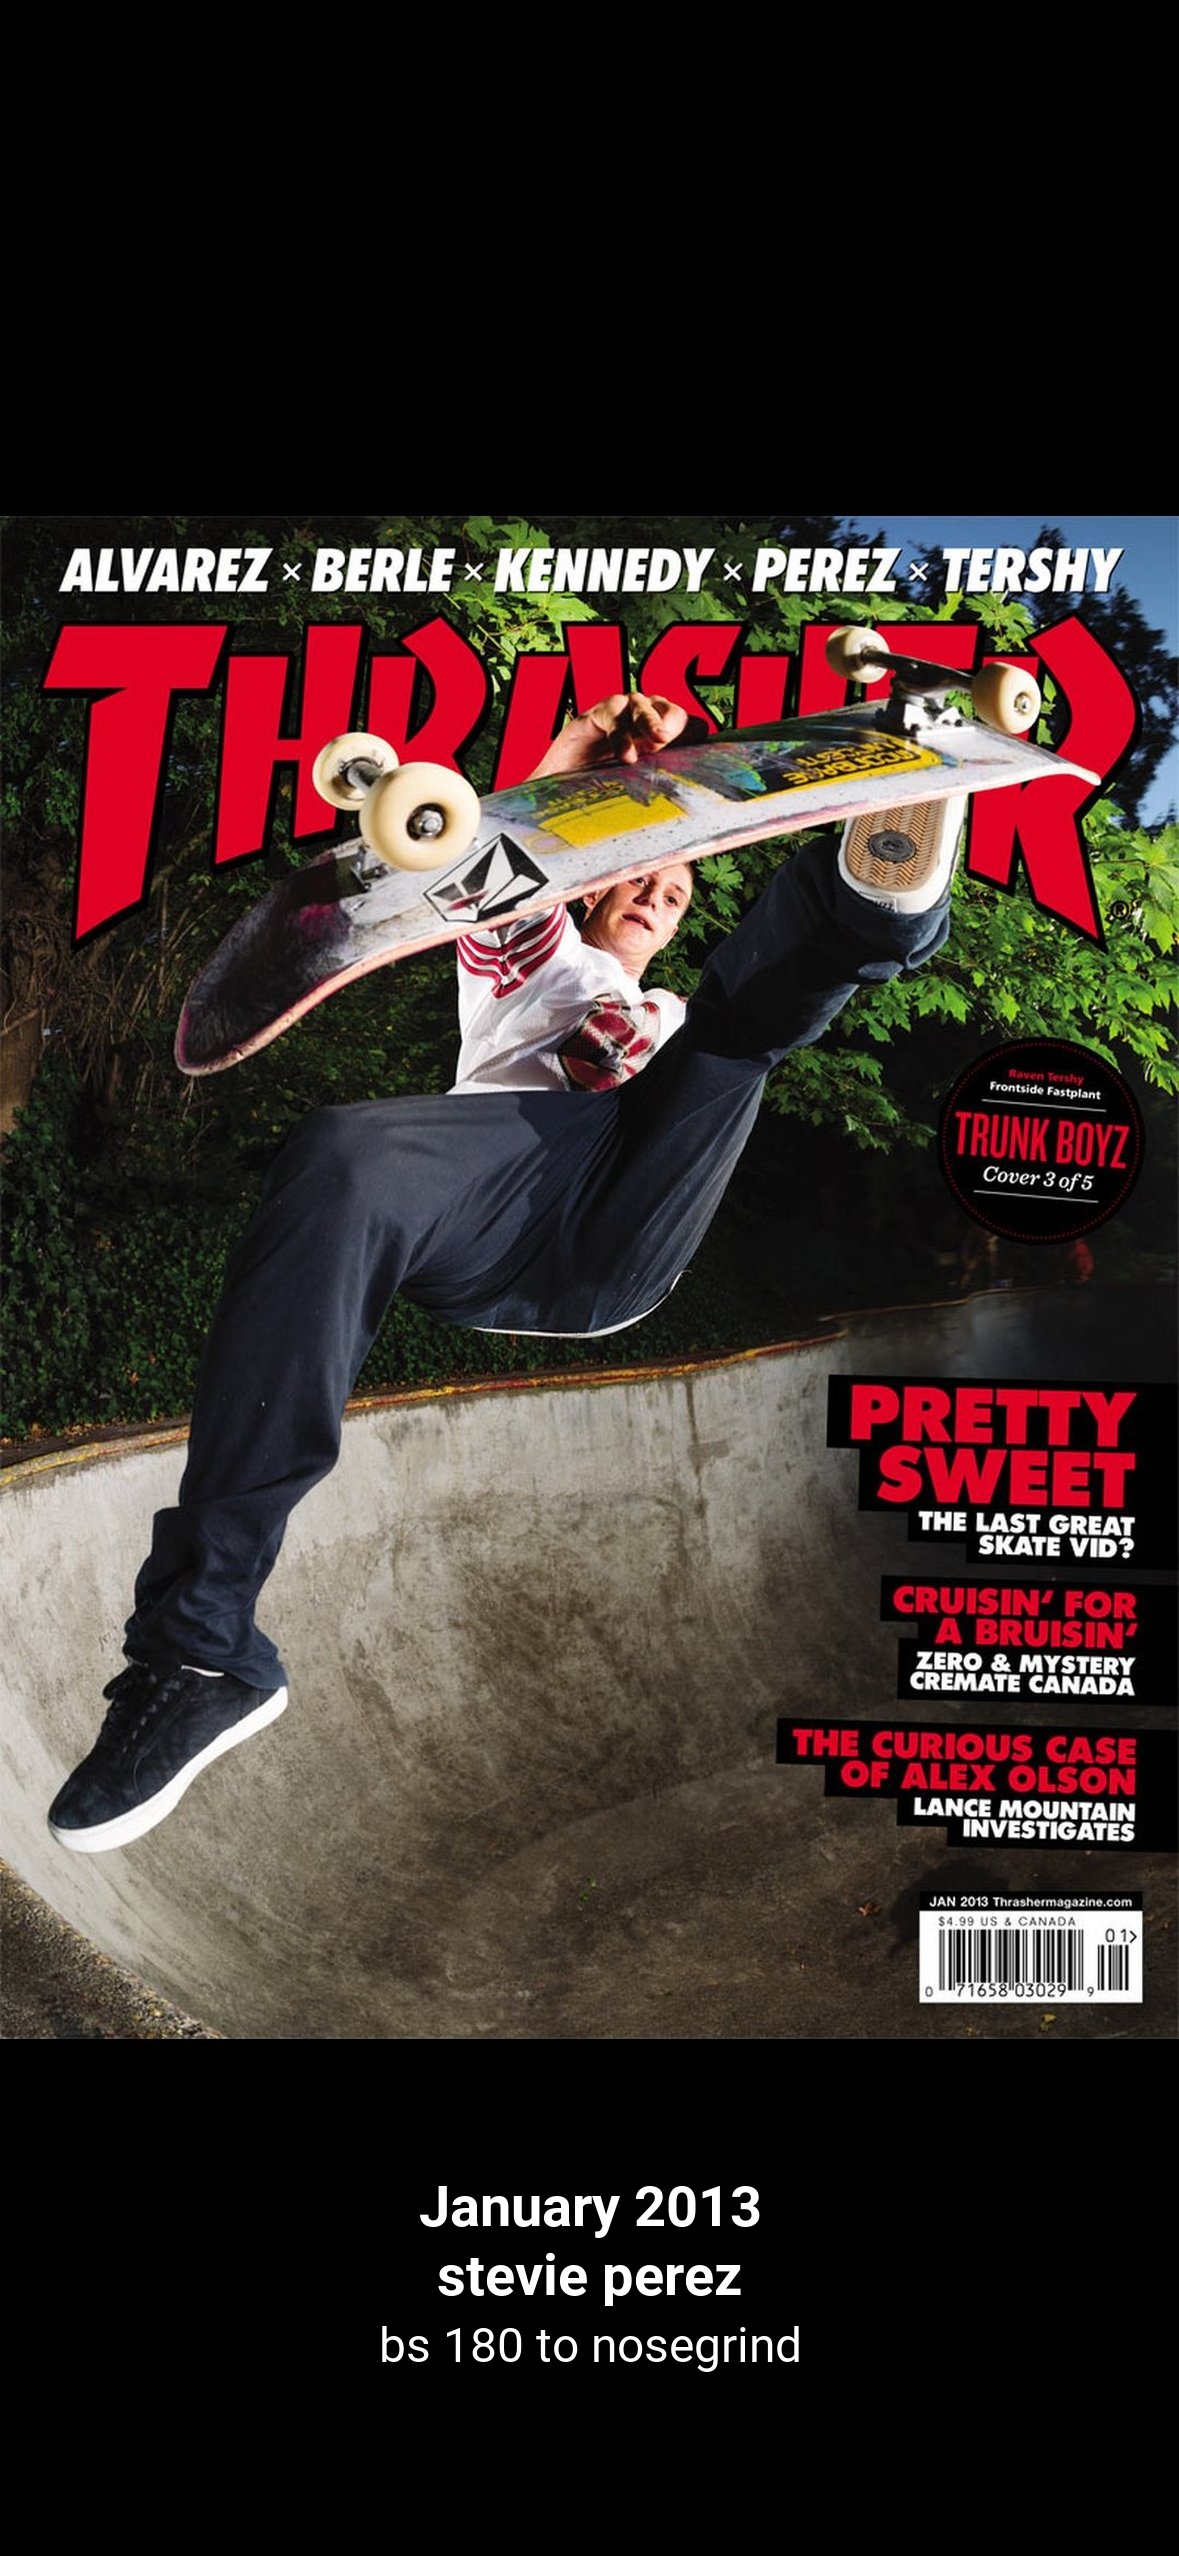 ALVAREZ × BERLE × KENNEDY × PEREZ × TERSHY
THRASHER
®
Raven Tershy
Frontside Fastplant
TRUNK BOYZ
Cover 3 of 5
PRETTY
SWEET
THE LAST GREAT
SKATE VID?
CRUISIN' FOR
A BRUISIN'
ZERO & MYSTERY
CREMATE CANADA
THE CURIOUS CASE
OF ALEX OLSON
LANCE MOUNTAIN
INVESTIGATES
JAN 2013 Thrashermagazine.com
$4.99 US & CANADA
01>
0 71658 03029 9
January 2013
stevie perez
bs 180 to nosegrind